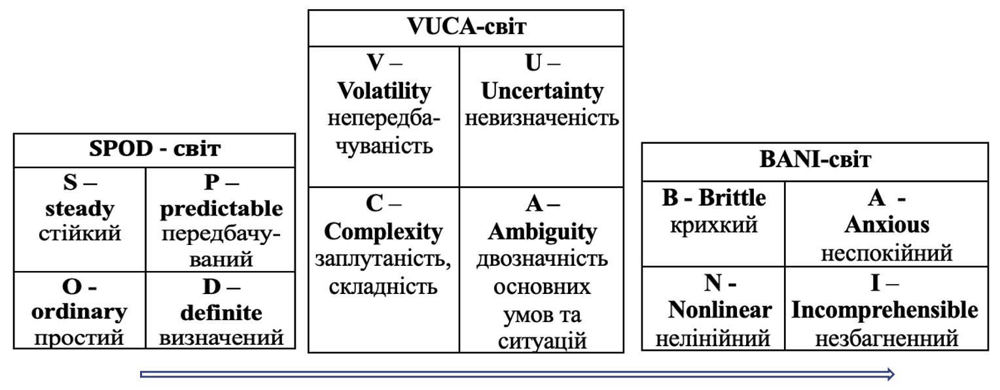 SPOD - світ
S –
steady
стійкий
P –
predictable
передбачу-
ваний
O -
ordinary
простий
D –
definite
визначений
VUCA-світ
V –
Volatility
непередба-
чуваність
U –
Uncertainty
невизначеність
C –
Complexity
заплутаність,
складність
A –
Ambiguity
двозначність
основних
умов та
ситуацій
BANI-світ
B - Brittle
крихкий
A -
Anxious
неспокійний
N -
Nonlinear
нелінійний
I –
Incomprehensible
незбагненний